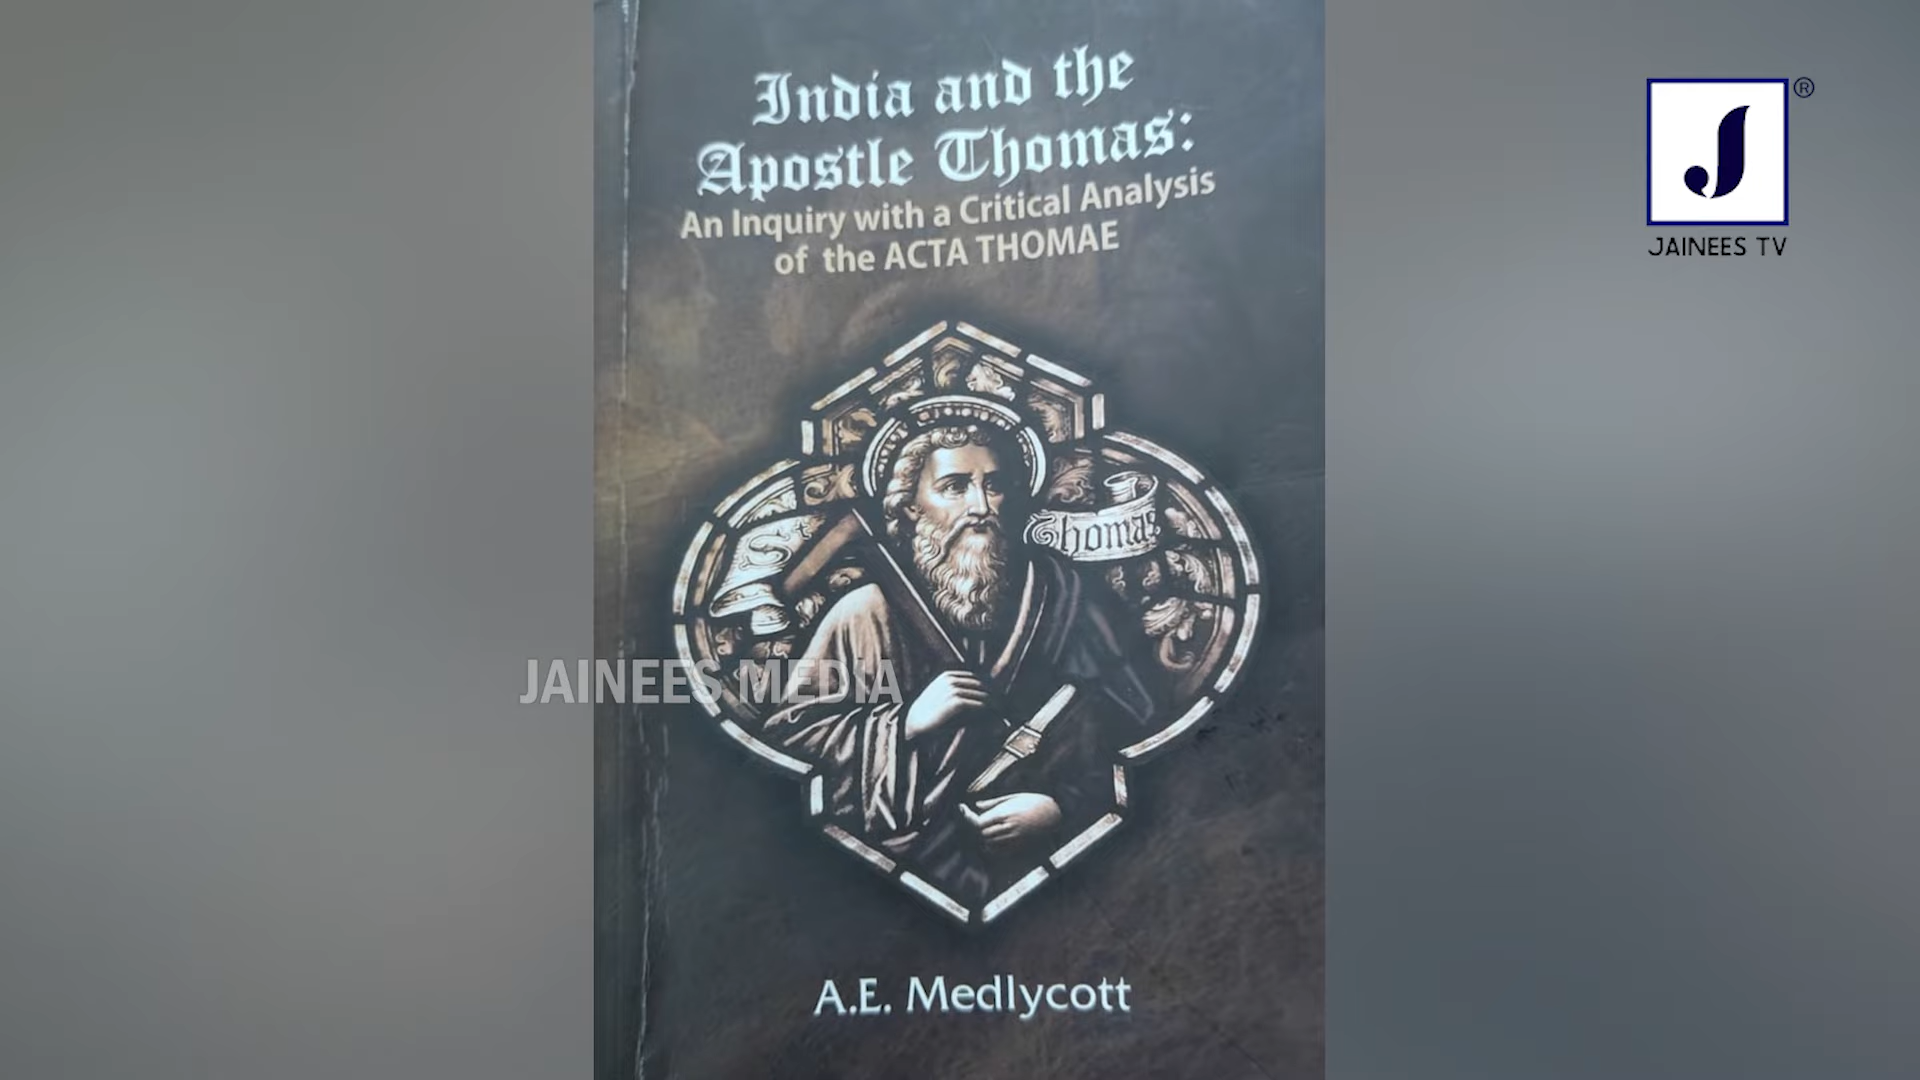 India and the
Apostle Thomas:
An Inquiry with a Critical Analysis
of the ACTA THOMAE
St
Thomas
A.E. Medlycott
JAINEES MEDIA
J
®
JAINEES TV